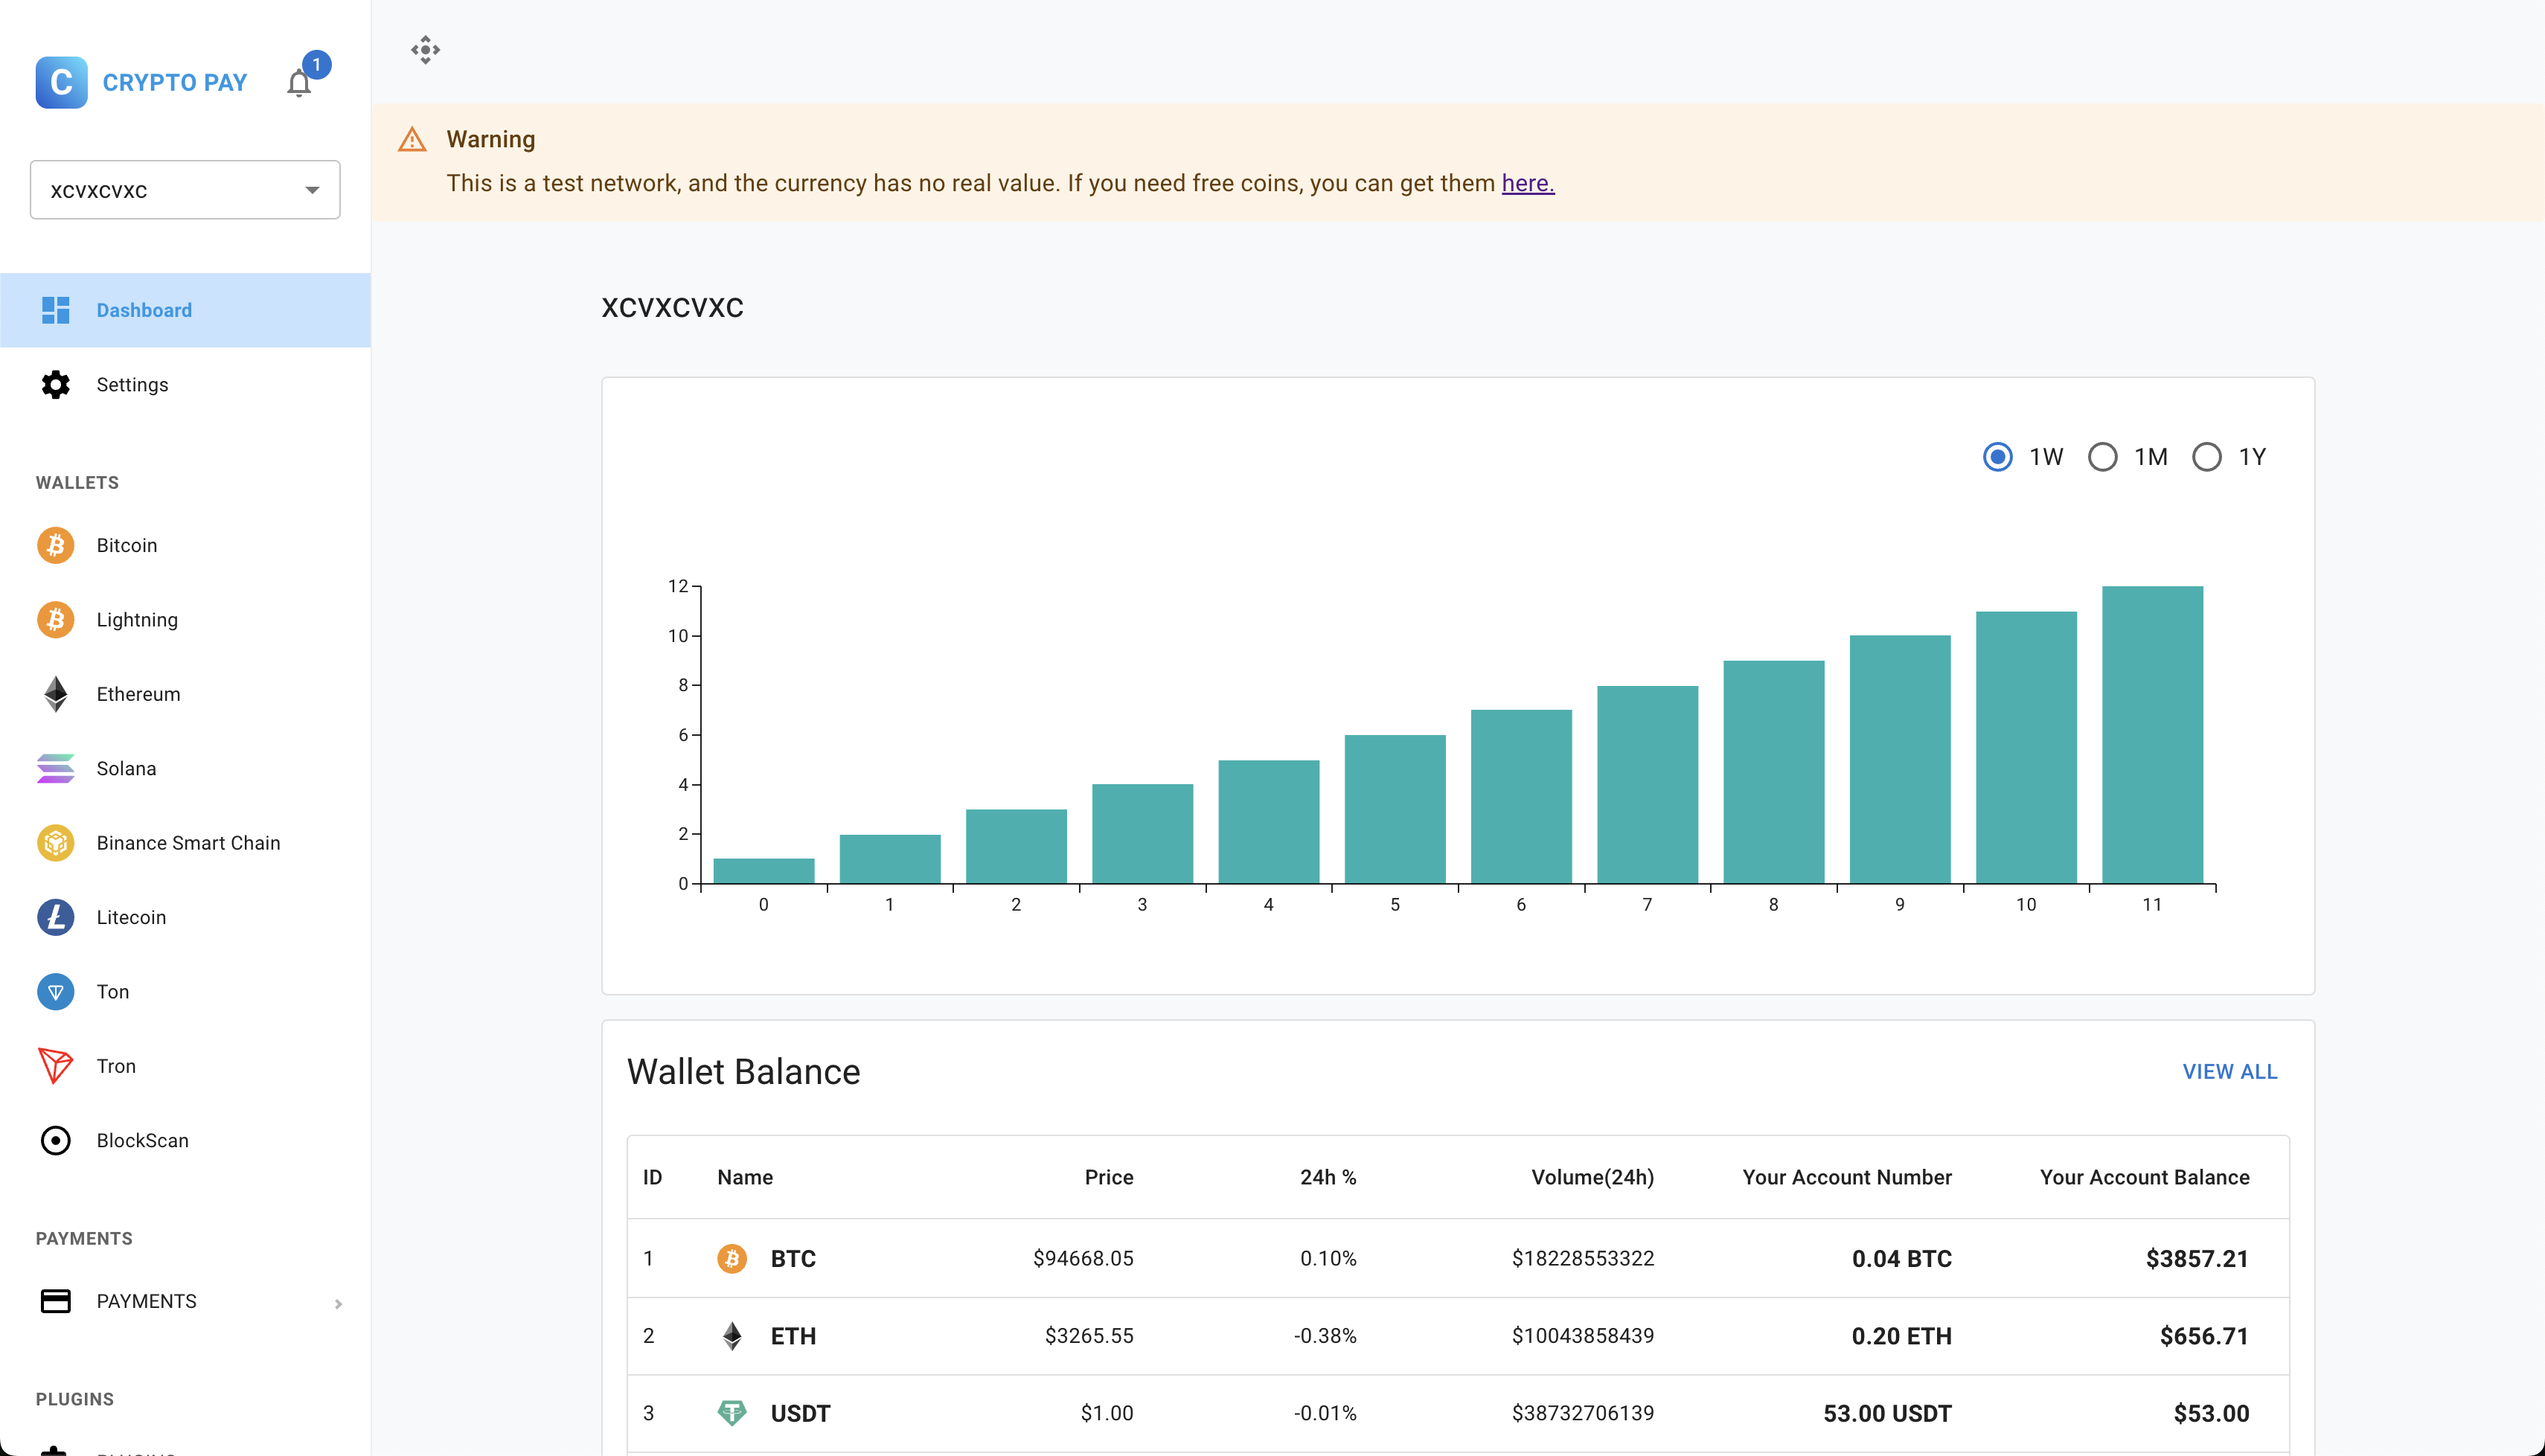 C CRYPTO PAY 1
xcvxcvxc
Dashboard
Settings
WALLETS
Bitcoin
Lightning
Ethereum
Solana
Binance Smart Chain
Litecoin
Ton
Tron
BlockScan
PAYMENTS
PAYMENTS
PLUGINS
Warning
This is a test network, and the currency has no real value. If you need free coins, you can get them here.
xcvxcvxc
1W 1M 1Y
12
10
8
6
4
2
0
0 1 2 3 4 5 6 7 8 9 10 11
Wallet Balance VIEW ALL
ID Name Price 24h % Volume(24h) Your Account Number Your Account Balance
1 BTC $94668.05 0.10% $18228553322 0.04 BTC $3857.21
2 ETH $3265.55 -0.38% $10043858439 0.20 ETH $656.71
3 USDT $1.00 -0.01% $38732706139 53.00 USDT $53.00